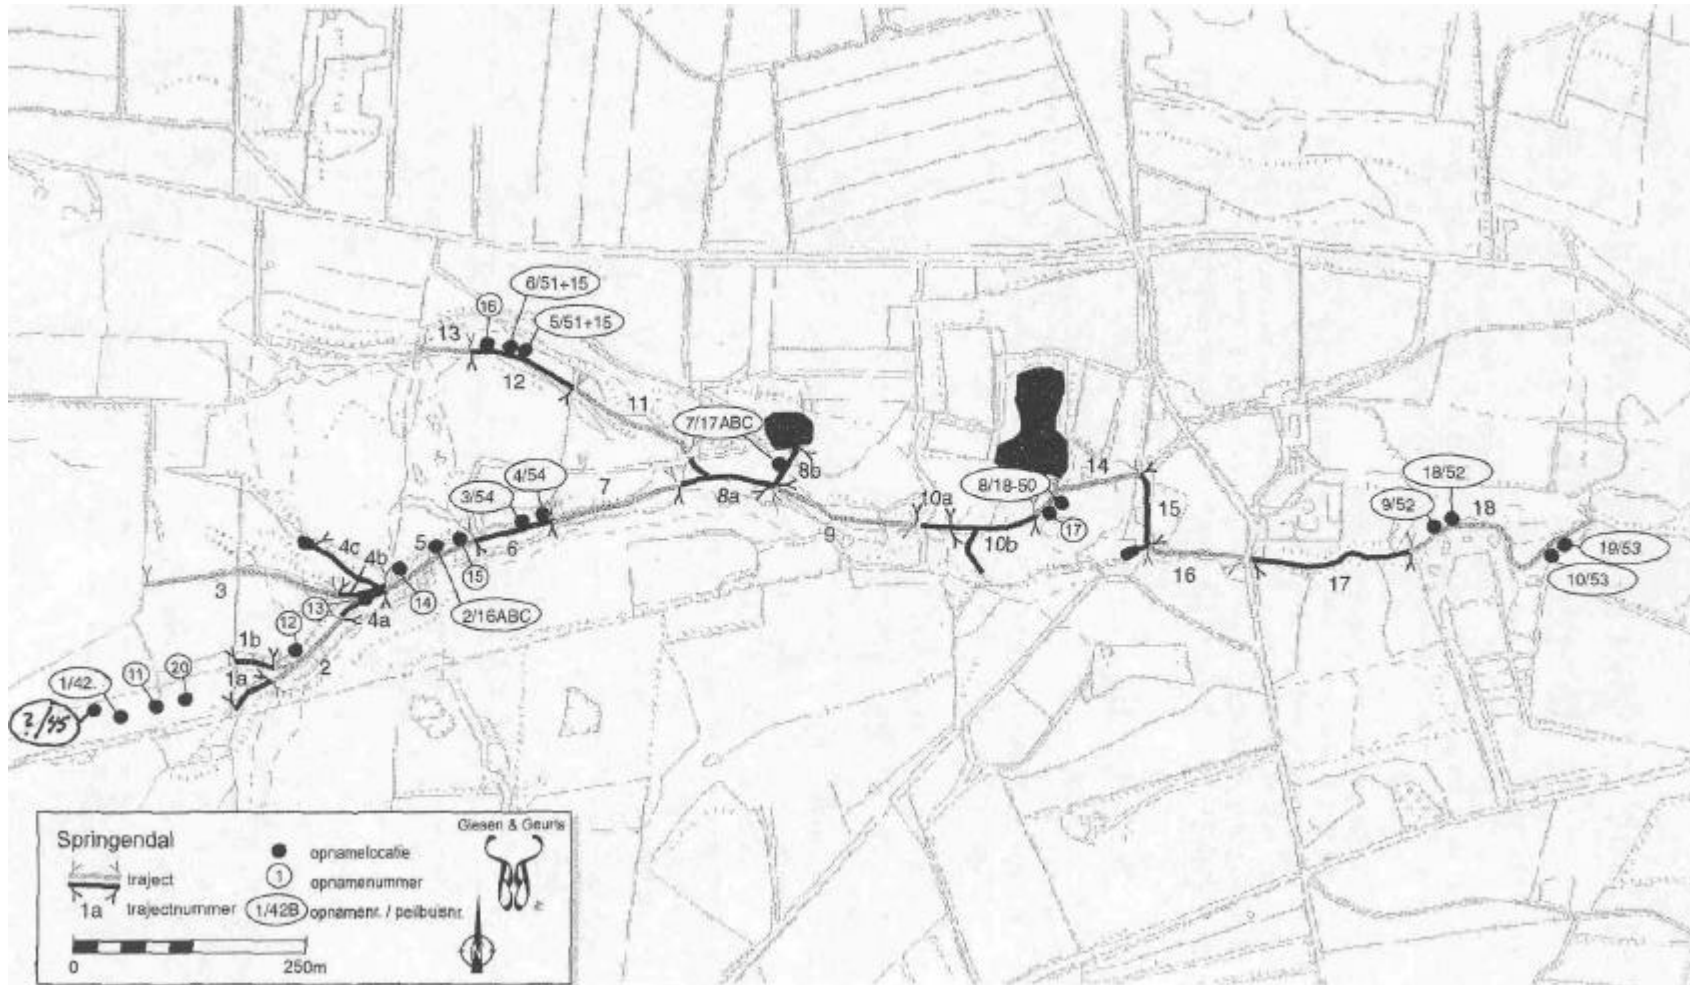 6/51+15
16
5/51+15
13
12
11
7/17ABC
8b
8a
14
8/18-50
18/52
4/54
3/54
7
10a
15
9/52
18
17
10b
9
6
5
4c
4b
15
19/53
10/53
16
17
3
14
2/16ABC
13
4a
12
1b
2
1a
20
11
1/42
?/45
Springendal
Giesen & Geurts
opnamelocatie
traject
1 opnamenummer
1a trajectnummer
1/42B opnamenr. / peilbuisnr.
0 250m